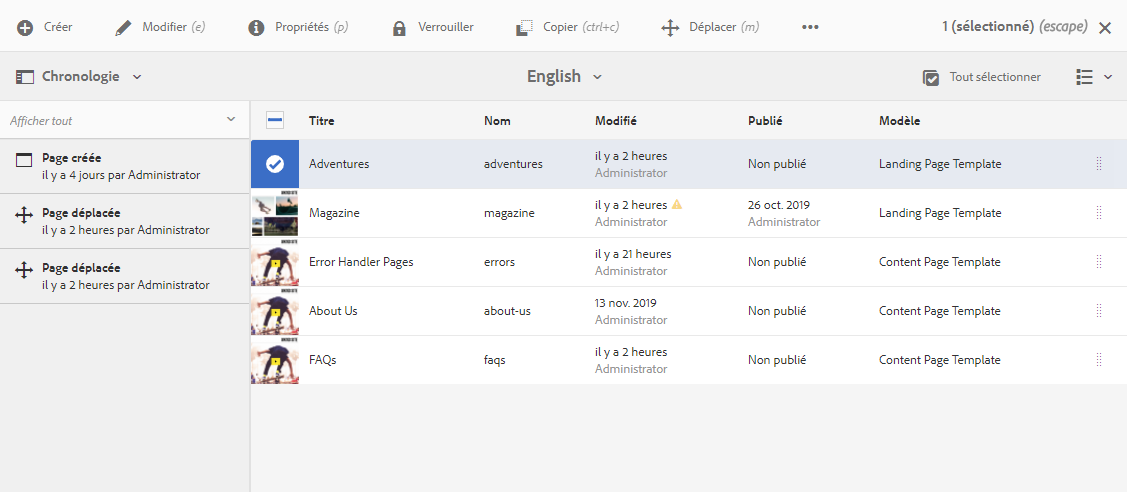 Créer Modifier (e) Propriétés (p) Verrouiller Copier (ctrl+c) Déplacer (m) ••• 1 (sélectionné) (escape)
Chronologie English Tout sélectionner
Afficher tout
Page créée
il y a 4 jours par Administrator
Page déplacée
il y a 2 heures par Administrator
Page déplacée
il y a 2 heures par Administrator
Titre Nom Modifié Publié Modèle
Adventures adventures il y a 2 heures Non publié Landing Page Template
Administrator
Magazine magazine il y a 2 heures 26 oct. 2019 Landing Page Template
Administrator Administrator
Error Handler Pages errors il y a 21 heures Non publié Content Page Template
Administrator
About Us about-us 13 nov. 2019 Non publié Content Page Template
Administrator
FAQs faqs il y a 2 heures Non publié Content Page Template
Administrator